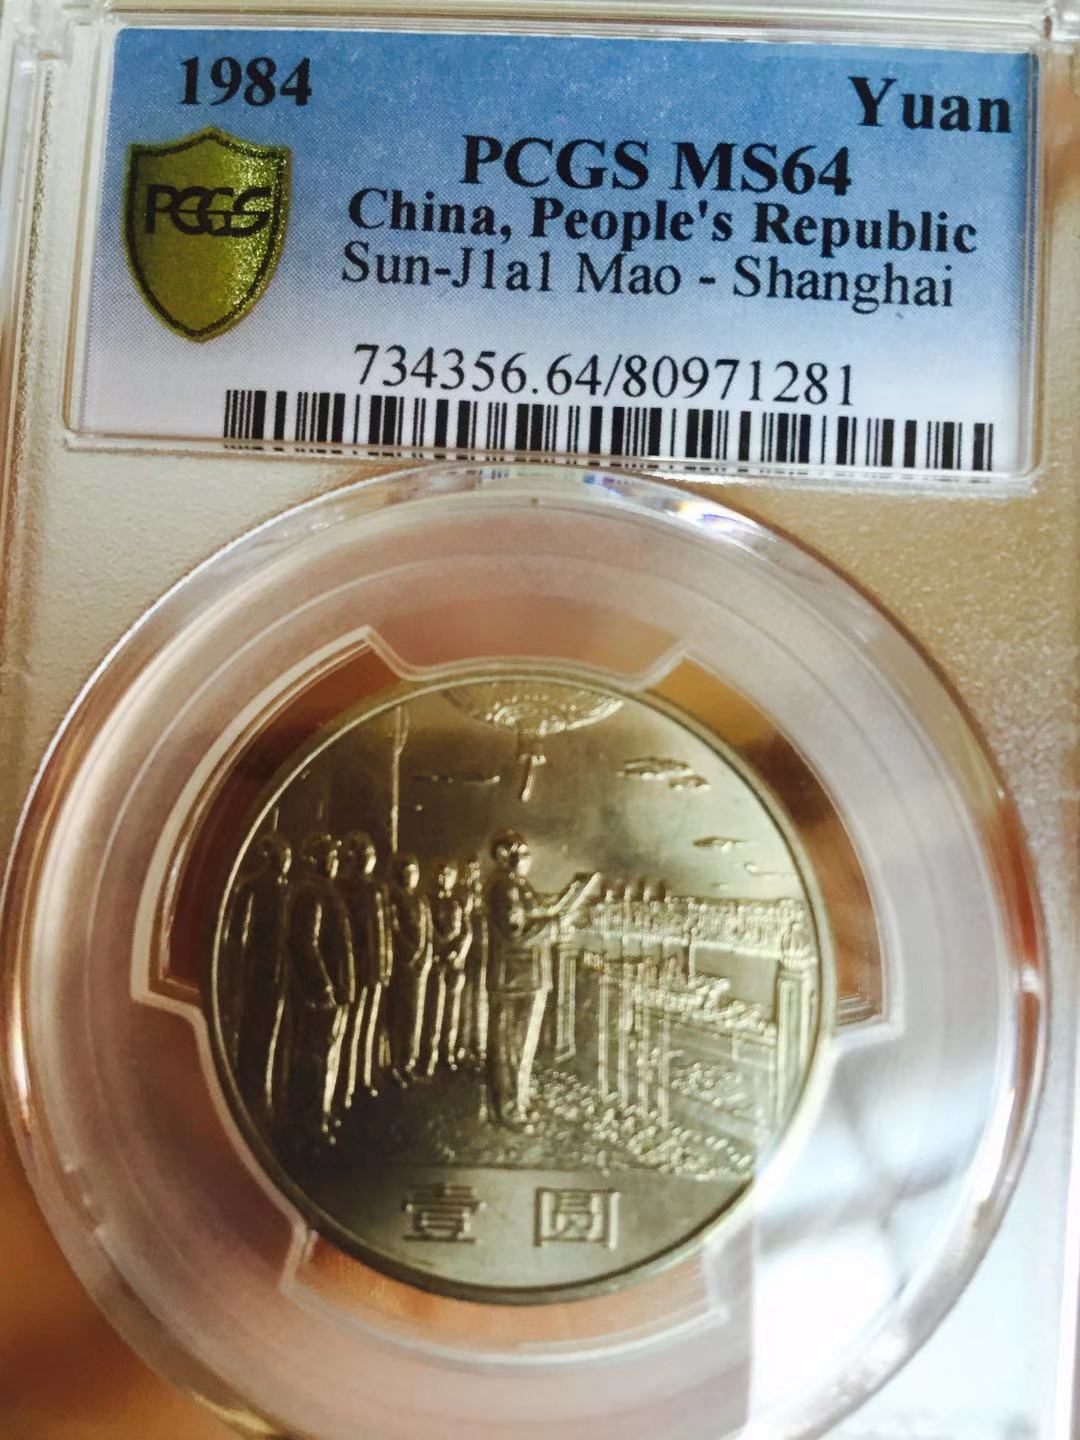 1984
Yuan
PCGS MS64
PCGS
China, People's Republic
Sun-J1a1 Mao - Shanghai
734356.64/80971281
壹圆